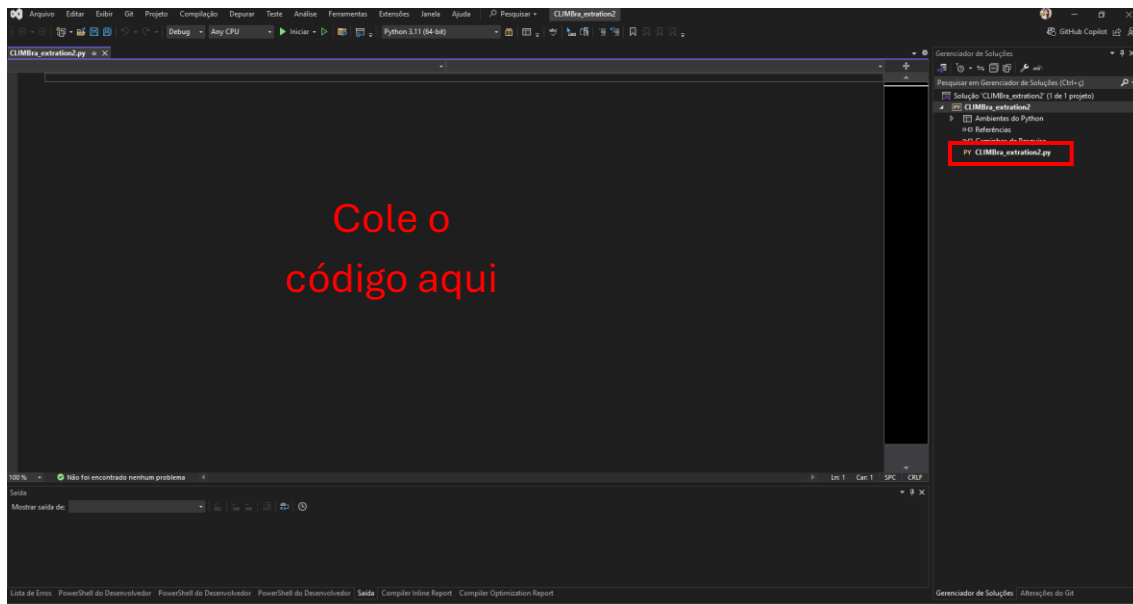 Arquivo Editar Exibir Git Projeto Compilação Depurar Teste Análise Ferramentas Extensões Janela Ajuda Pesquisar CLIMBra_extration2
Debug Any CPU Iniciar Python 3.11 (64-bit) GitHub Copilot
CLIMBra_extration2.py
Gerenciador de Soluções
Pesquisar em Gerenciador de Soluções (Ctrl+ç)
Solução 'CLIMBra_extration2' (1 de 1 projeto)
CLIMBra_extration2
Ambientes do Python
Referências
Caminhos de Pesquisa
PY CLIMBra_extration2.py
Cole o
código aqui
100 % Não foi encontrado nenhum problema Ln: 1 Car: 1 SPC CRLF
Saída
Mostrar saída de:
Lista de Erros PowerShell do Desenvolvedor PowerShell do Desenvolvedor PowerShell do Desenvolvedor Saída Compiler Inline Report Compiler Optimization Report
Gerenciador de Soluções Alterações do Git